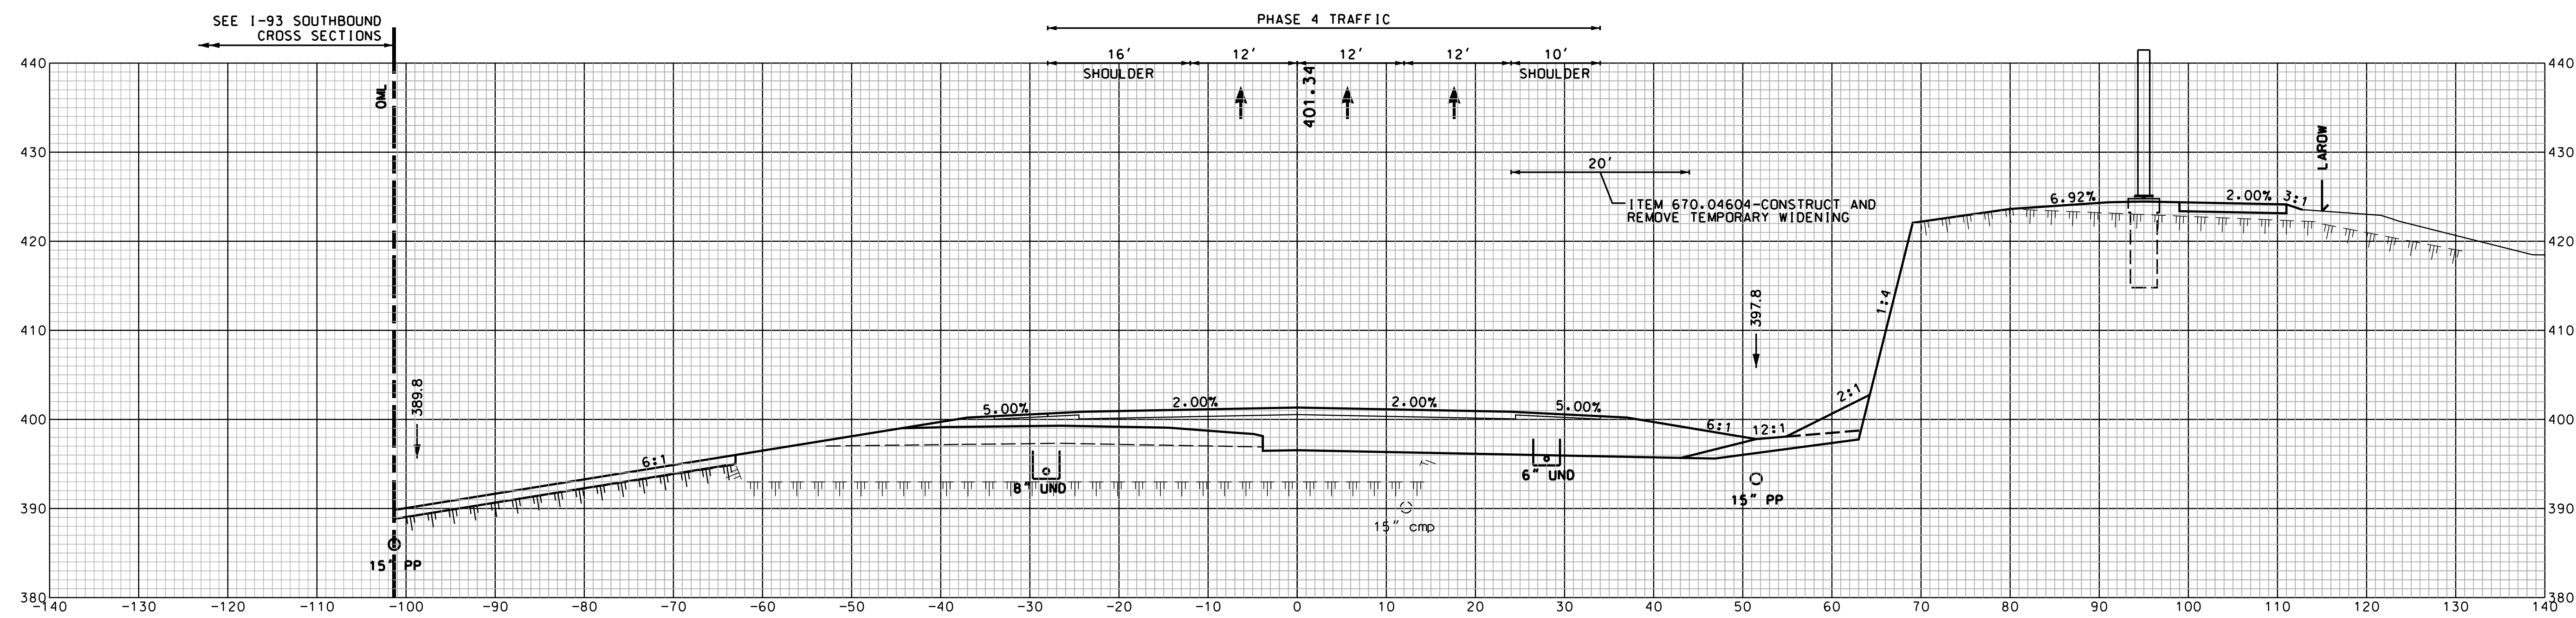 SEE I-93 SOUTHBOUND
CROSS SECTIONS
PHASE 4 TRAFFIC
16' 12' 12' 12' 10'
SHOULDER SHOULDER
440 440
OML
401.34
430 430
LAROW
20'
ITEM 670.04604-CONSTRUCT AND
REMOVE TEMPORARY WIDENING
6.92% 2.00% 3:1
420 420
397.8
1:4
410 410
389.8
5.00% 2.00% 2.00% 5.00% 2:1
400 400
6:1 12:1
6:1
8" UND 6" UND
15" PP
390 390
15" cmp
15" PP
380 380
-140 -130 -120 -110 -100 -90 -80 -70 -60 -50 -40 -30 -20 -10 0 10 20 30 40 50 60 70 80 90 100 110 120 130 140